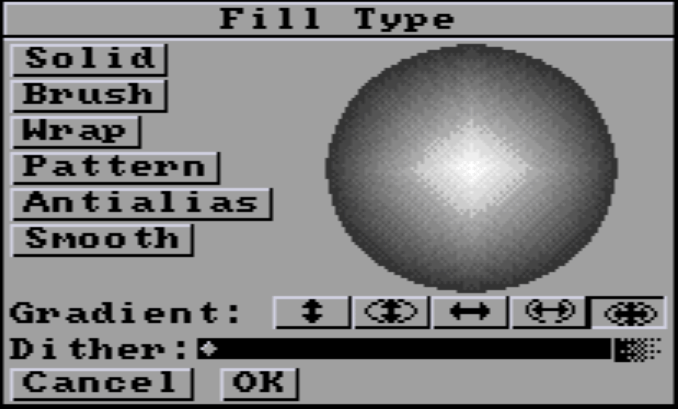 Fill Type
Solid
Brush
Wrap
Pattern
Antialias
Smooth
Gradient:
Dither:
Cancel OK